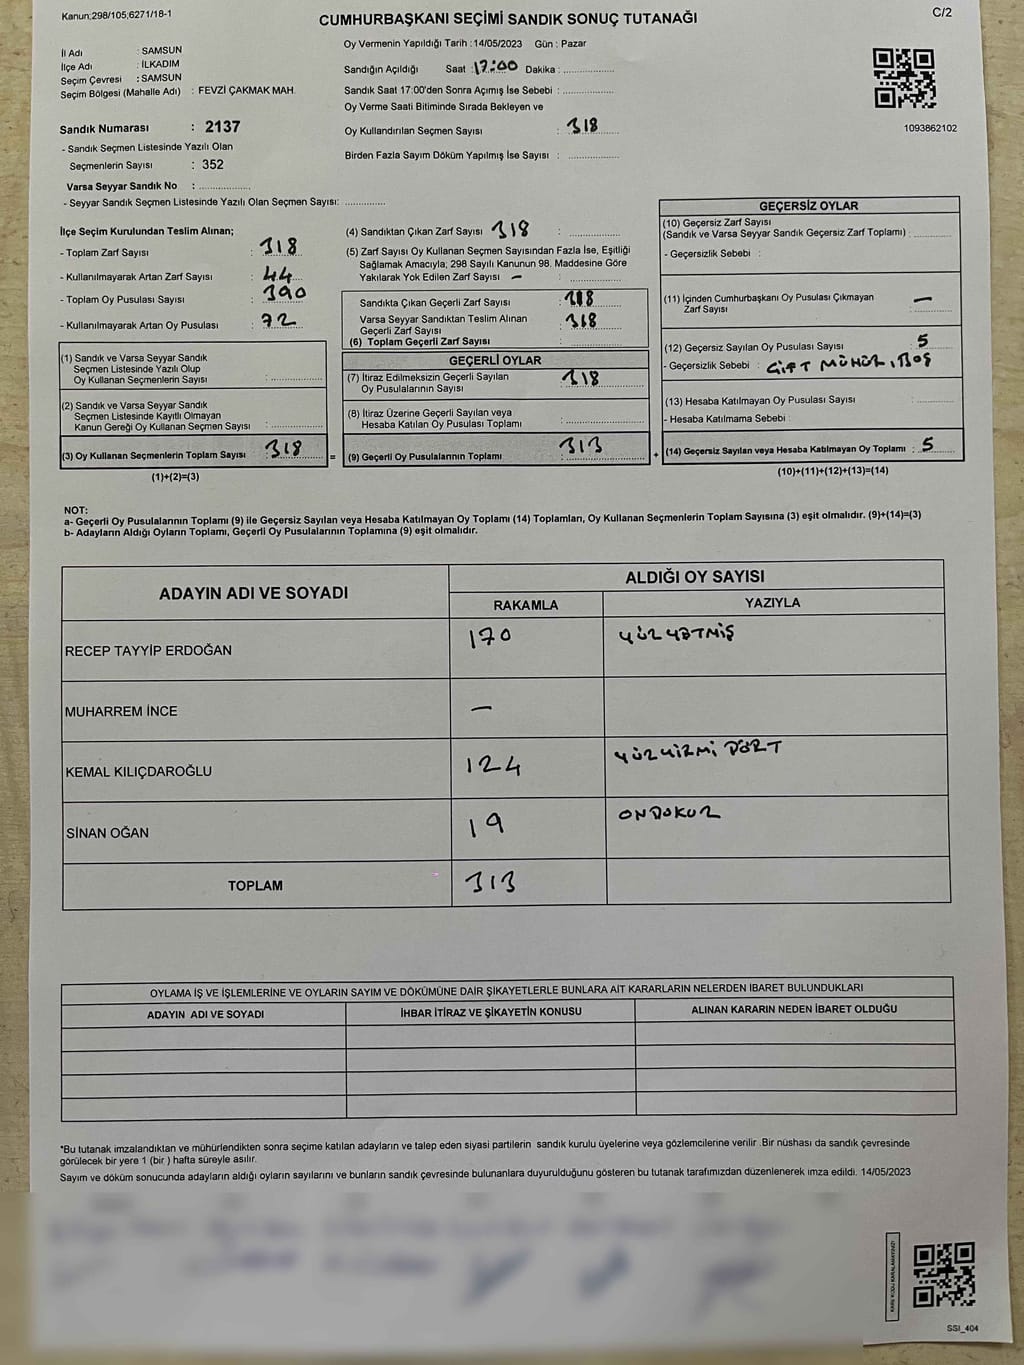 Kanun;298/105;6271/18-1
CUMHURBAŞKANI SEÇİMİ SANDIK SONUÇ TUTANAĞI
C/2
İl Adı : SAMSUN
İlçe Adı : İLKADIM
Seçim Çevresi : SAMSUN
Seçim Bölgesi (Mahalle Adı) : FEVZİ ÇAKMAK MAH.
Oy Vermenin Yapıldığı Tarih :14/05/2023 Gün : Pazar
Sandığın Açıldığı Saat :17:00 Dakika :
Sandık Saat 17:00'den Sonra Açımış İse Sebebi :
Oy Verme Saati Bitiminde Sırada Bekleyen ve
Oy Kullandırılan Seçmen Sayısı : 318
Birden Fazla Sayım Döküm Yapılmış İse Sayısı :
1093862102
Sandık Numarası : 2137
- Sandık Seçmen Listesinde Yazılı Olan
Seçmenlerin Sayısı : 352
Varsa Seyyar Sandık No :
- Seyyar Sandık Seçmen Listesinde Yazılı Olan Seçmen Sayısı:
İlçe Seçim Kurulundan Teslim Alınan;
- Toplam Zarf Sayısı : 318
- Kullanılmayarak Artan Zarf Sayısı : 44
- Toplam Oy Pusulası Sayısı : 390
- Kullanılmayarak Artan Oy Pusulası : 72
(1) Sandık ve Varsa Seyyar Sandık
Seçmen Listesinde Yazılı Olup
Oy Kullanan Seçmenlerin Sayısı :
(2) Sandık ve Varsa Seyyar Sandık
Seçmen Listesinde Kayıtlı Olmayan
Kanun Gereği Oy Kullanan Seçmen Sayısı :
(3) Oy Kullanan Seçmenlerin Toplam Sayısı : 318
(1)+(2)=(3)
=
(4) Sandıktan Çıkan Zarf Sayısı 318 :
(5) Zarf Sayısı Oy Kullanan Seçmen Sayısından Fazla İse, Eşitliği
Sağlamak Amacıyla; 298 Sayılı Kanunun 98. Maddesine Göre
Yakılarak Yok Edilen Zarf Sayısı – :
Sandıkta Çıkan Geçerli Zarf Sayısı : 318
Varsa Seyyar Sandıktan Teslim Alınan
Geçerli Zarf Sayısı : 318
(6) Toplam Geçerli Zarf Sayısı :
GEÇERLİ OYLAR
(7) İtiraz Edilmeksizin Geçerli Sayılan
Oy Pusulalarının Sayısı : 318
(8) İtiraz Üzerine Geçerli Sayılan veya
Hesaba Katılan Oy Pusulası Toplamı :
(9) Geçerli Oy Pusulalarının Toplamı : 313
+
GEÇERSİZ OYLAR
(10) Geçersiz Zarf Sayısı
(Sandık ve Varsa Seyyar Sandık Geçersiz Zarf Toplamı) :
- Geçersizlik Sebebi :
(11) İçinden Cumhurbaşkanı Oy Pusulası Çıkmayan
Zarf Sayısı : –
(12) Geçersiz Sayılan Oy Pusulası Sayısı : 5
- Geçersizlik Sebebi : ÇİFT MÜHÜR, BOŞ
(13) Hesaba Katılmayan Oy Pusulası Sayısı :
- Hesaba Katılmama Sebebi :
(14) Geçersiz Sayılan veya Hesaba Katılmayan Oy Toplamı : 5
(10)+(11)+(12)+(13)=(14)
NOT:
a- Geçerli Oy Pusulalarının Toplamı (9) ile Geçersiz Sayılan veya Hesaba Katılmayan Oy Toplamı (14) Toplamları, Oy Kullanan Seçmenlerin Toplam Sayısına (3) eşit olmalıdır. (9)+(14)=(3)
b- Adayların Aldığı Oyların Toplamı, Geçerli Oy Pusulalarının Toplamına (9) eşit olmalıdır.
ADAYIN ADI VE SOYADI
ALDIĞI OY SAYISI
RAKAMLA YAZIYLA
RECEP TAYYİP ERDOĞAN 170 YÜZ YETMİŞ
MUHARREM İNCE –
KEMAL KILIÇDAROĞLU 124 YÜZ YİRMİ DÖRT
SİNAN OĞAN 19 ONDOKUZ
TOPLAM 313
OYLAMA İŞ VE İŞLEMLERİNE VE OYLARIN SAYIM VE DÖKÜMÜNE DAİR ŞİKAYETLERLE BUNLARA AİT KARARLARIN NELERDEN İBARET BULUNDUKLARI
ADAYIN ADI VE SOYADI İHBAR İTİRAZ VE ŞİKAYETİN KONUSU ALINAN KARARIN NEDEN İBARET OLDUĞU
*Bu tutanak imzalandıktan ve mühürlendikten sonra seçime katılan adayların ve talep eden siyasi partilerin sandık kurulu üyelerine veya gözlemcilerine verilir .Bir nüshası da sandık çevresinde
görülecek bir yere 1 (bir ) hafta süreyle asılır.
Sayım ve döküm sonucunda adayların aldığı oyların sayılarını ve bunların sandık çevresinde bulunanlara duyurulduğunu gösteren bu tutanak tarafımızdan düzenlenerek imza edildi. 14/05/2023
KARE KODU KARALAMAYINIZ!
SSI_404